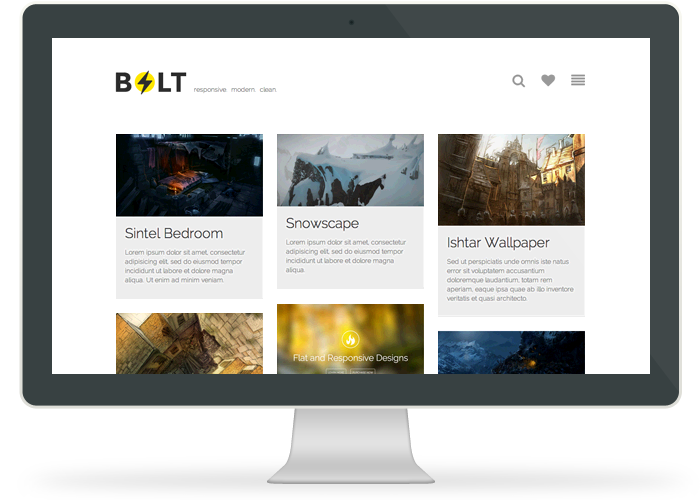 BOLT
responsive modern clean
Sintel Bedroom
Lorem ipsum dolor sit amet, consectetur
adipisicing elit, sed do eiusmod tempor
incididunt ut labore et dolore magna
aliqua. Ut enim ad minim veniam.
Snowscape
Lorem ipsum dolor sit amet, consectetur
adipisicing elit, sed do eiusmod tempor
incididunt ut labore et dolore magna
aliqua.
Ishtar Wallpaper
Sed ut perspiciatis unde omnis iste natus
error sit voluptatem accusantium
doloremque laudantium, totam rem
aperiam, eaque ipsa quae ab illo inventore
veritatis et quasi architecto.
Flat and Responsive Designs